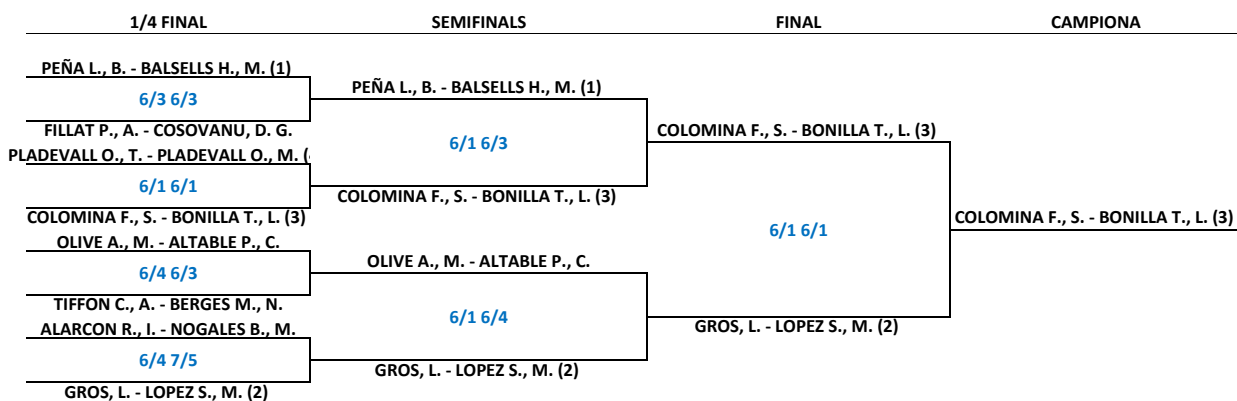 1/4 FINAL SEMIFINALS FINAL CAMPIONA
PEÑA L., B. - BALSELLS H., M. (1)
6/3 6/3
FILLAT P., A. - COSOVANU, D. G.
PLADEVALL O., T. - PLADEVALL O., M. (
6/1 6/1
COLOMINA F., S. - BONILLA T., L. (3)
OLIVE A., M. - ALTABLE P., C.
6/4 6/3
TIFFON C., A. - BERGES M., N.
ALARCON R., I. - NOGALES B., M.
6/4 7/5
GROS, L. - LOPEZ S., M. (2)
PEÑA L., B. - BALSELLS H., M. (1)
6/1 6/3
COLOMINA F., S. - BONILLA T., L. (3)
OLIVE A., M. - ALTABLE P., C.
6/1 6/4
GROS, L. - LOPEZ S., M. (2)
COLOMINA F., S. - BONILLA T., L. (3)
6/1 6/1
GROS, L. - LOPEZ S., M. (2)
COLOMINA F., S. - BONILLA T., L. (3)